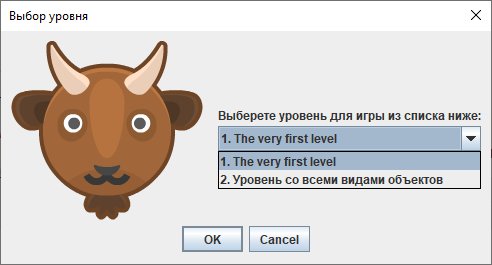 Выбор уровня
Выберете уровень для игры из списка ниже:
1. The very first level
1. The very first level
2. Уровень со всеми видами объектов
OK
Cancel